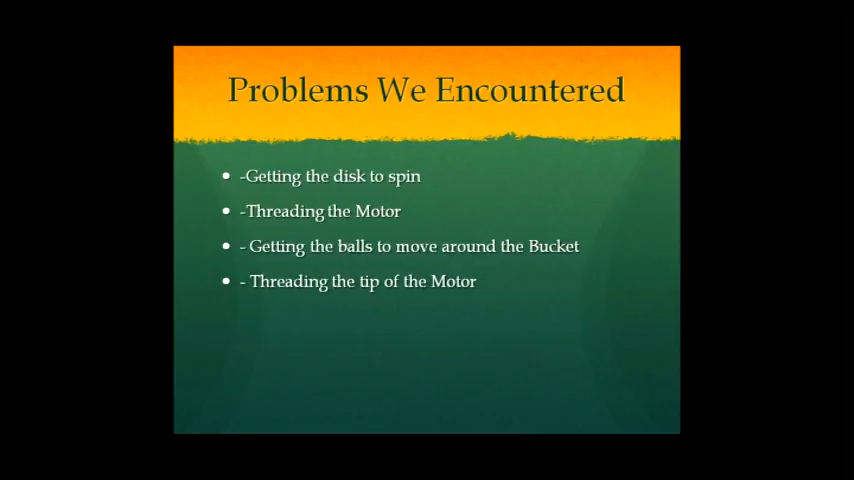 Problems We Encountered
• -Getting the disk to spin
• -Threading the Motor
• - Getting the balls to move around the Bucket
• - Threading the tip of the Motor